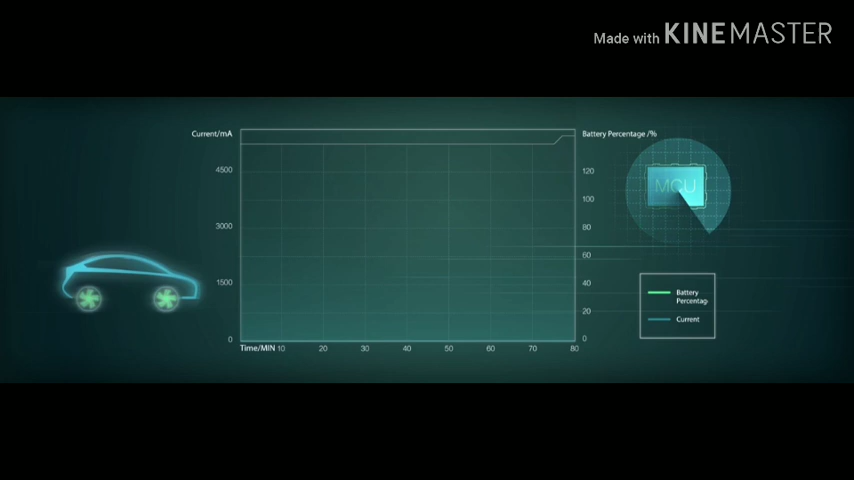 Made with KINEMASTER
Current/mA
Battery Percentage /%
4500
3000
1500
0
120
100
80
60
40
20
0
Time/MIN 10 20 30 40 50 60 70 80
MCU
Battery
Percentag
Current